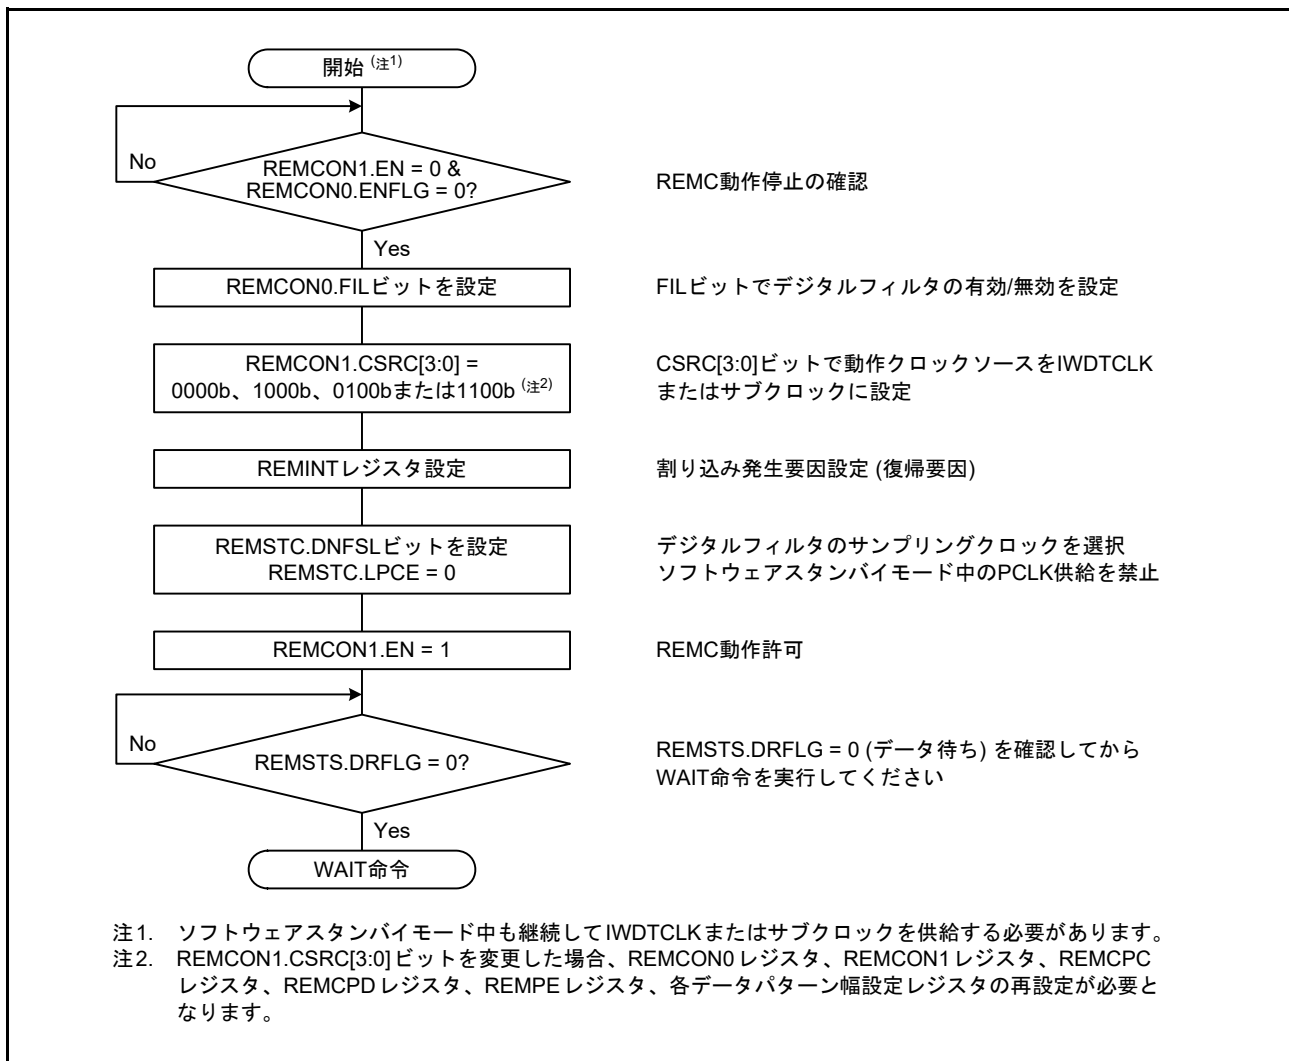 開始 (注1)
No
REMCON1.EN = 0 &
REMCON0.ENFLG = 0?
REMC動作停止の確認
Yes
REMCON0.FILビットを設定
FILビットでデジタルフィルタの有効/無効を設定
REMCON1.CSRC[3:0] =
0000b、1000b、0100bまたは1100b (注2)
CSRC[3:0]ビットで動作クロックソースをIWDTCLK
またはサブクロックに設定
REMINTレジスタ設定
割り込み発生要因設定 (復帰要因)
REMSTC.DNFSLビットを設定
REMSTC.LPCE = 0
デジタルフィルタのサンプリングクロックを選択
ソフトウェアスタンバイモード中のPCLK供給を禁止
REMCON1.EN = 1
REMC動作許可
No
REMSTS.DRFLG = 0?
REMSTS.DRFLG = 0 (データ待ち) を確認してから
WAIT命令を実行してください
Yes
WAIT命令
注1. ソフトウェアスタンバイモード中も継続してIWDTCLKまたはサブクロックを供給する必要があります。
注2. REMCON1.CSRC[3:0]ビットを変更した場合、REMCON0レジスタ、REMCON1レジスタ、REMCPC
レジスタ、REMCPDレジスタ、REMPEレジスタ、各データパターン幅設定レジスタの再設定が必要と
なります。